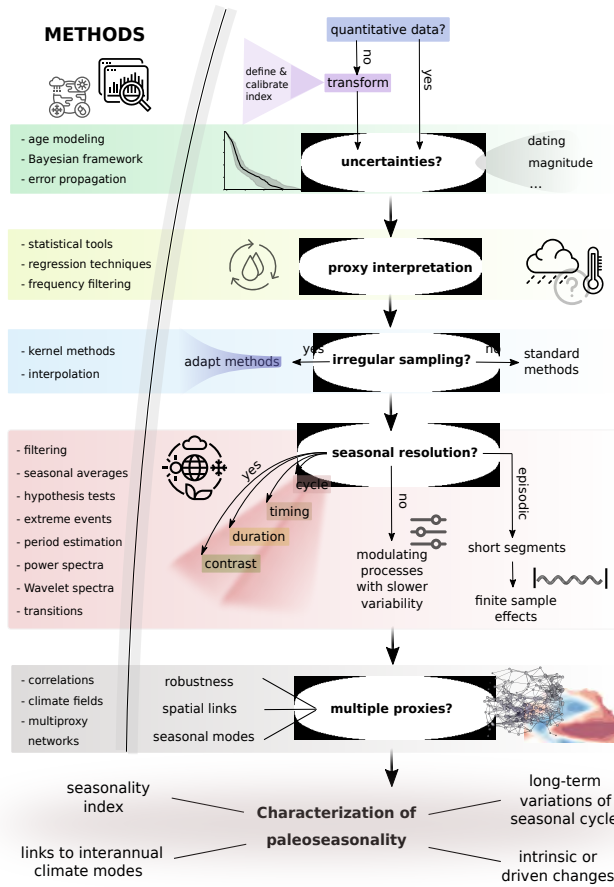 METHODS
quantitative data?
no
yes
define &
calibrate
index
transform
- age modeling
- Bayesian framework
- error propagation
uncertainties?
dating
magnitude
...
- statistical tools
- regression techniques
- frequency filtering
proxy interpretation
?
- kernel methods
- interpolation
adapt methods
yes
irregular sampling?
no
standard
methods
- filtering
- seasonal averages
- hypothesis tests
- extreme events
- period estimation
- power spectra
- Wavelet spectra
- transitions
seasonal resolution?
yes
cycle
timing
duration
contrast
no
modulating
processes
with slower
variability
episodic
short segments
finite sample
effects
- correlations
- climate fields
- multiproxy
networks
robustness
spatial links
seasonal modes
multiple proxies?
seasonality
index
links to interannual
climate modes
Characterization of
paleoseasonality
long-term
variations of
seasonal cycle
intrinsic or
driven changes